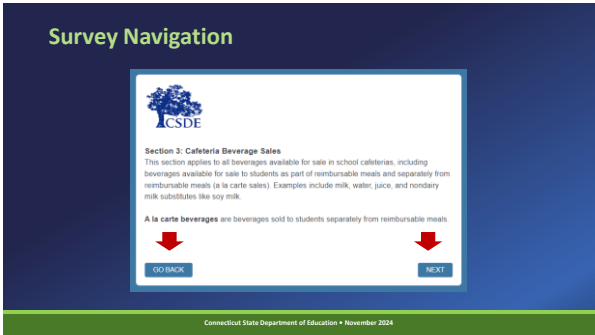 Survey Navigation
CSDE
Section 3: Cafeteria Beverage Sales
This section applies to all beverages available for sale in school cafeterias, including
beverages available for sale to students as part of reimbursable meals and separately from
reimbursable meals (a la carte sales). Examples include milk, water, juice, and nondairy
milk substitutes like soy milk.
A la carte beverages are beverages sold to students separately from reimbursable meals.
GO BACK
NEXT
Connecticut State Department of Education • November 2024